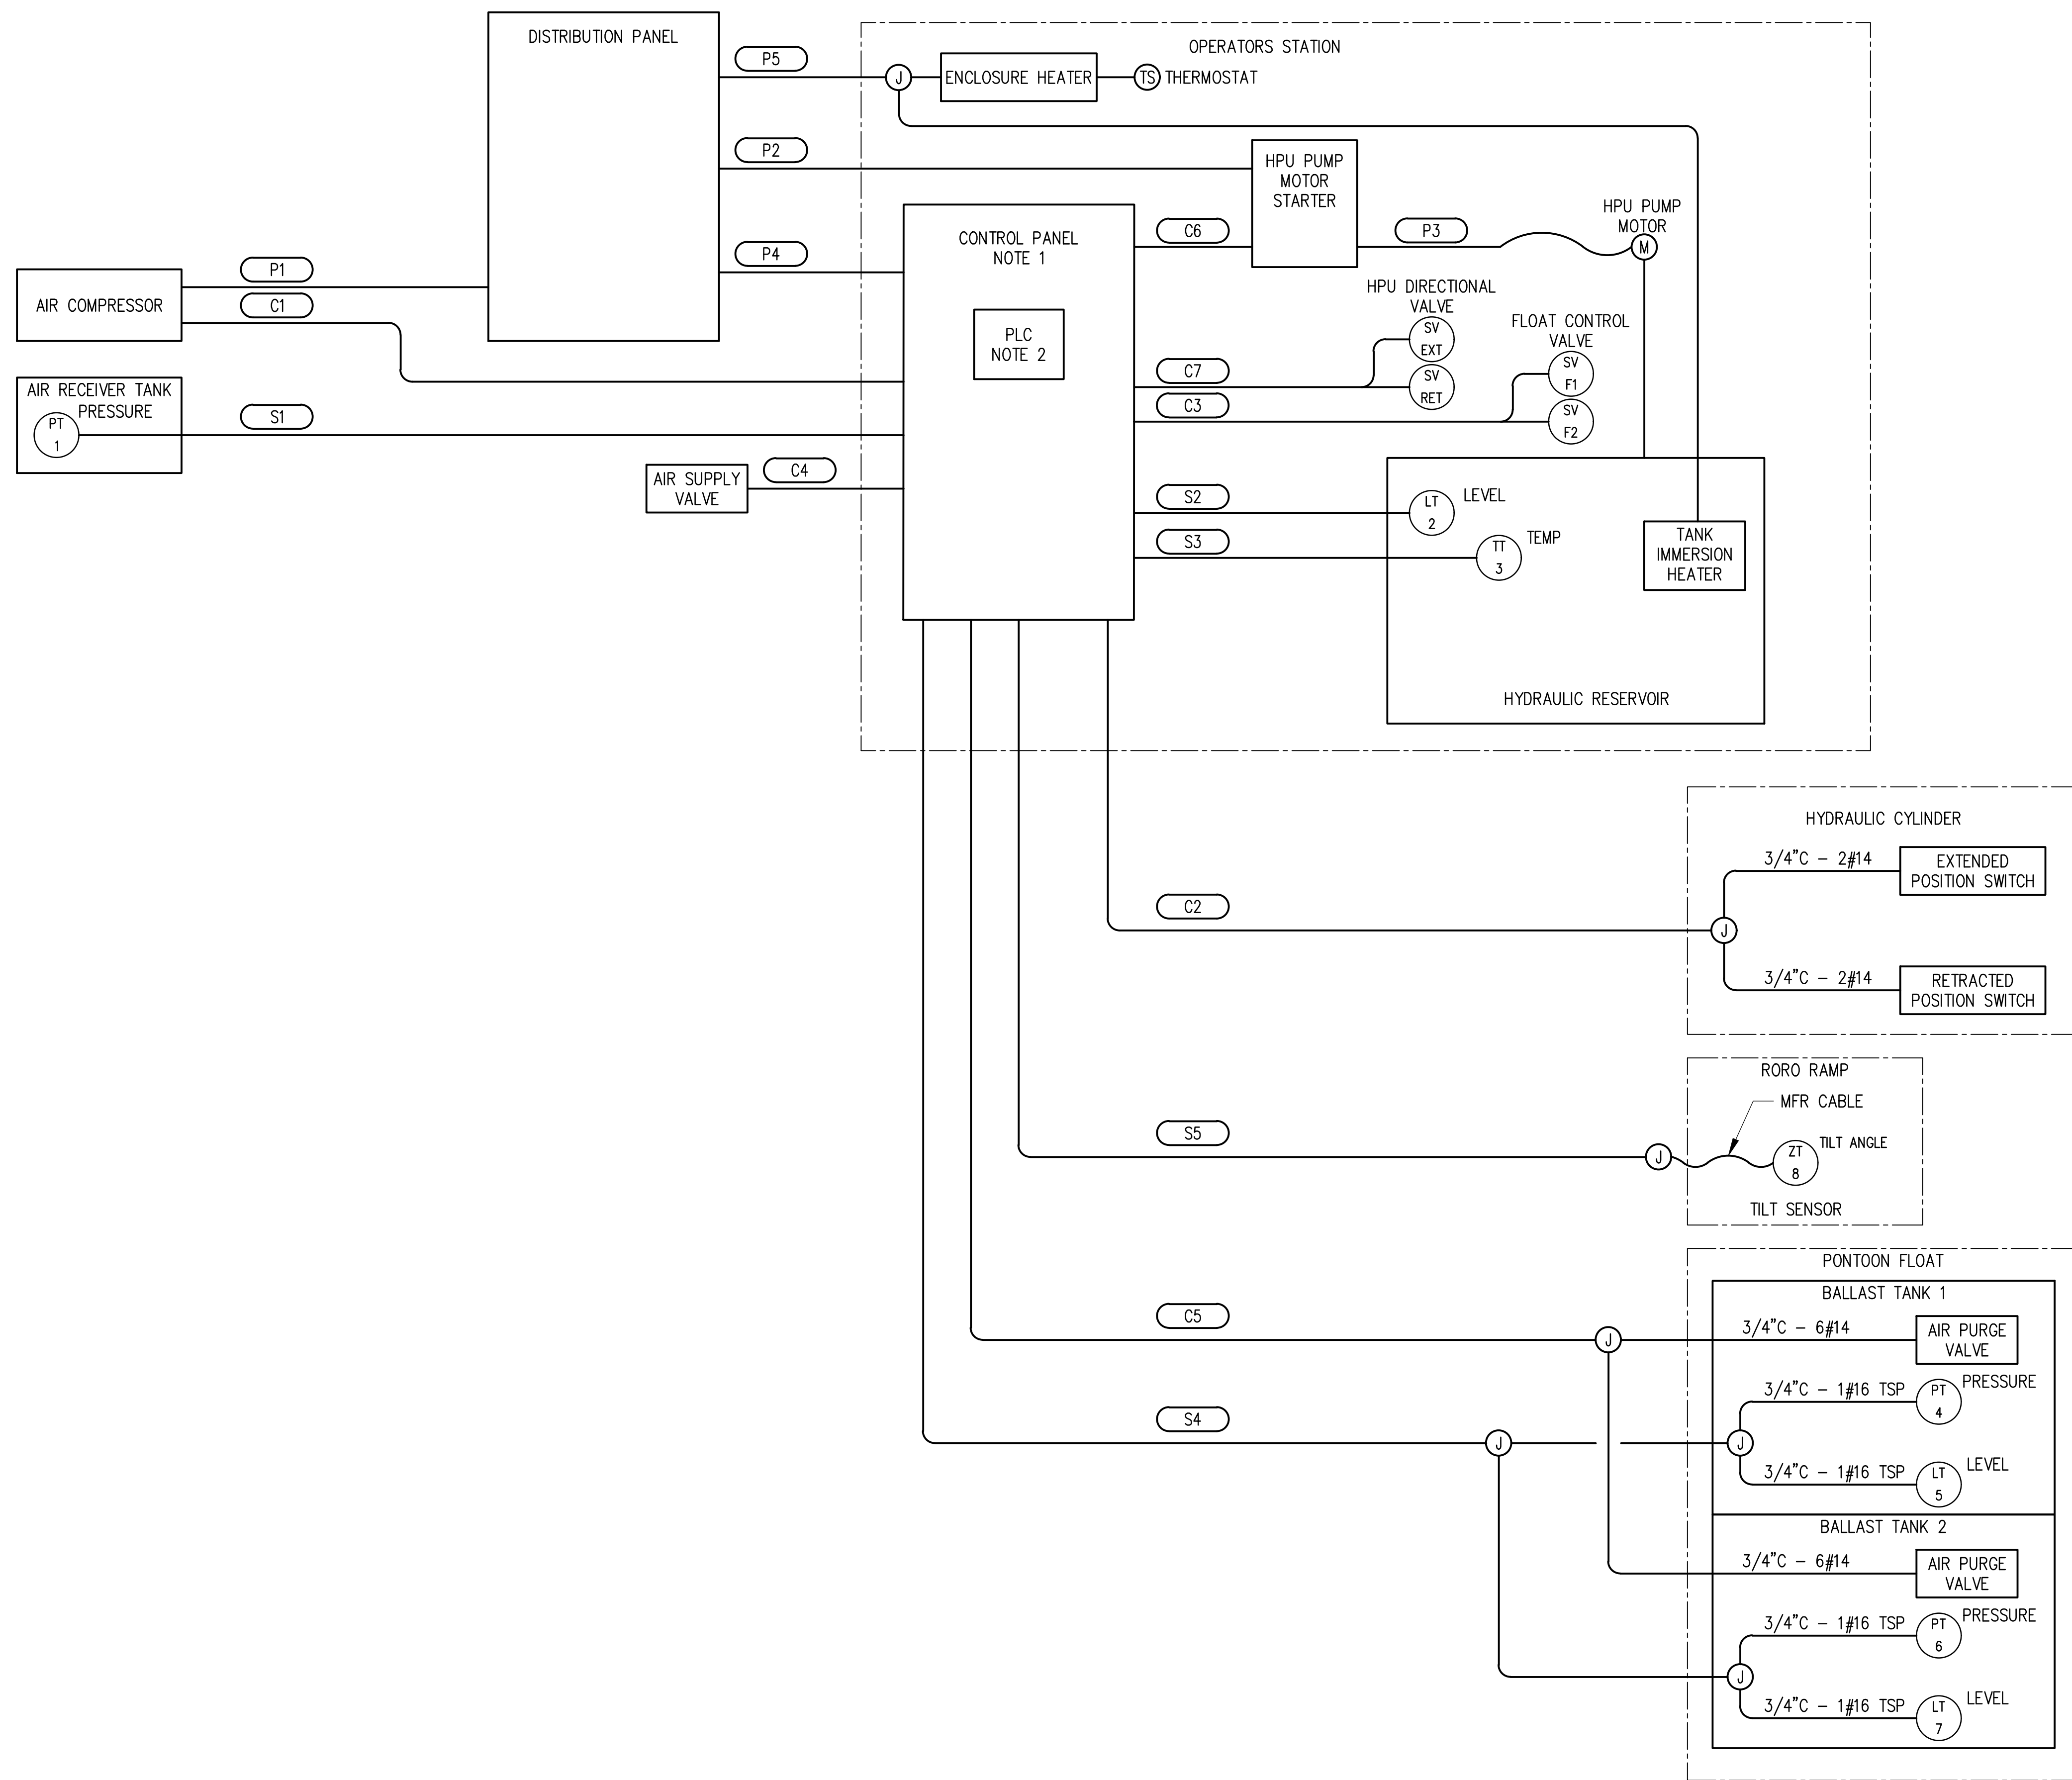 DISTRIBUTION PANEL
P5
OPERATORS STATION
J
ENCLOSURE HEATER
TS
THERMOSTAT
P2
HPU PUMP
MOTOR
STARTER
P4
CONTROL PANEL
NOTE 1
C6
P3
HPU PUMP
MOTOR
M
P1
AIR COMPRESSOR
C1
PLC
NOTE 2
HPU DIRECTIONAL
VALVE
SV
EXT
SV
RET
FLOAT CONTROL
VALVE
SV
F1
SV
F2
C7
C3
AIR RECEIVER TANK
PRESSURE
PT
1
S1
AIR SUPPLY
VALVE
C4
S2
LT
2
LEVEL
S3
TT
3
TEMP
TANK
IMMERSION
HEATER
HYDRAULIC RESERVOIR
HYDRAULIC CYLINDER
3/4"C - 2#14
EXTENDED
POSITION SWITCH
C2
J
3/4"C - 2#14
RETRACTED
POSITION SWITCH
RORO RAMP
MFR CABLE
S5
J
ZT
8
TILT ANGLE
TILT SENSOR
PONTOON FLOAT
BALLAST TANK 1
C5
J
3/4"C - 6#14
AIR PURGE
VALVE
3/4"C - 1#16 TSP
PT
4
PRESSURE
S4
J
J
3/4"C - 1#16 TSP
LT
5
LEVEL
BALLAST TANK 2
3/4"C - 6#14
AIR PURGE
VALVE
3/4"C - 1#16 TSP
PT
6
PRESSURE
J
3/4"C - 1#16 TSP
LT
7
LEVEL